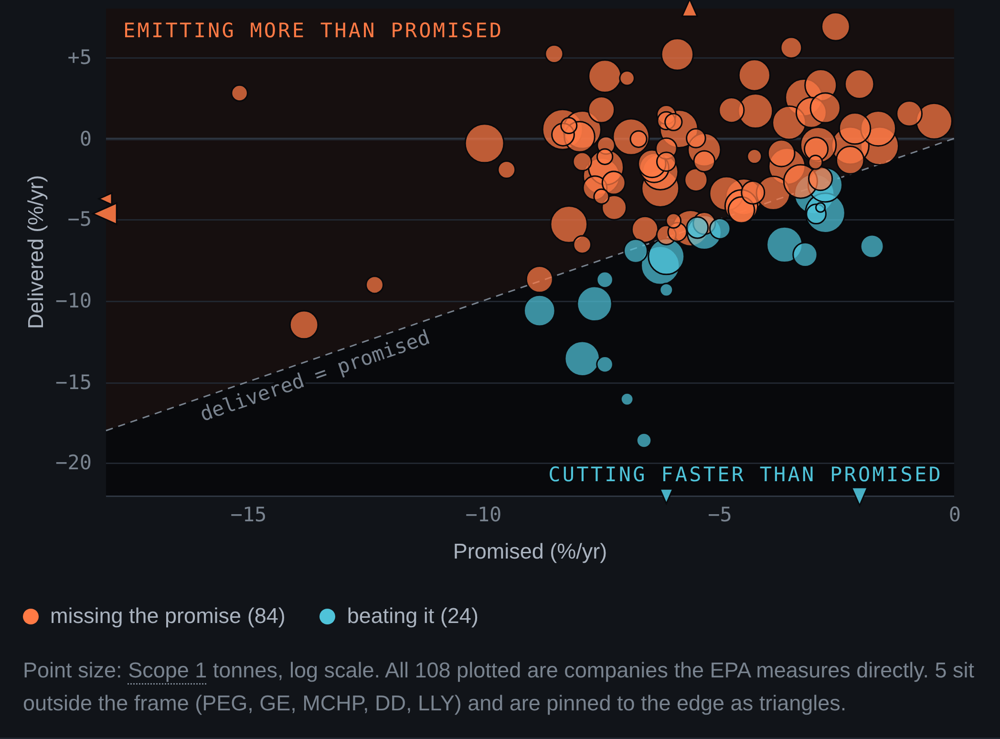 EMITTING MORE THAN PROMISED
+5
0
−5
−10
−15
−20
Delivered (%/yr)
delivered = promised
CUTTING FASTER THAN PROMISED
−15
−10
−5
0
Promised (%/yr)
missing the promise (84)
beating it (24)
Point size: Scope 1 tonnes, log scale. All 108 plotted are companies the EPA measures directly. 5 sit
outside the frame (PEG, GE, MCHP, DD, LLY) and are pinned to the edge as triangles.